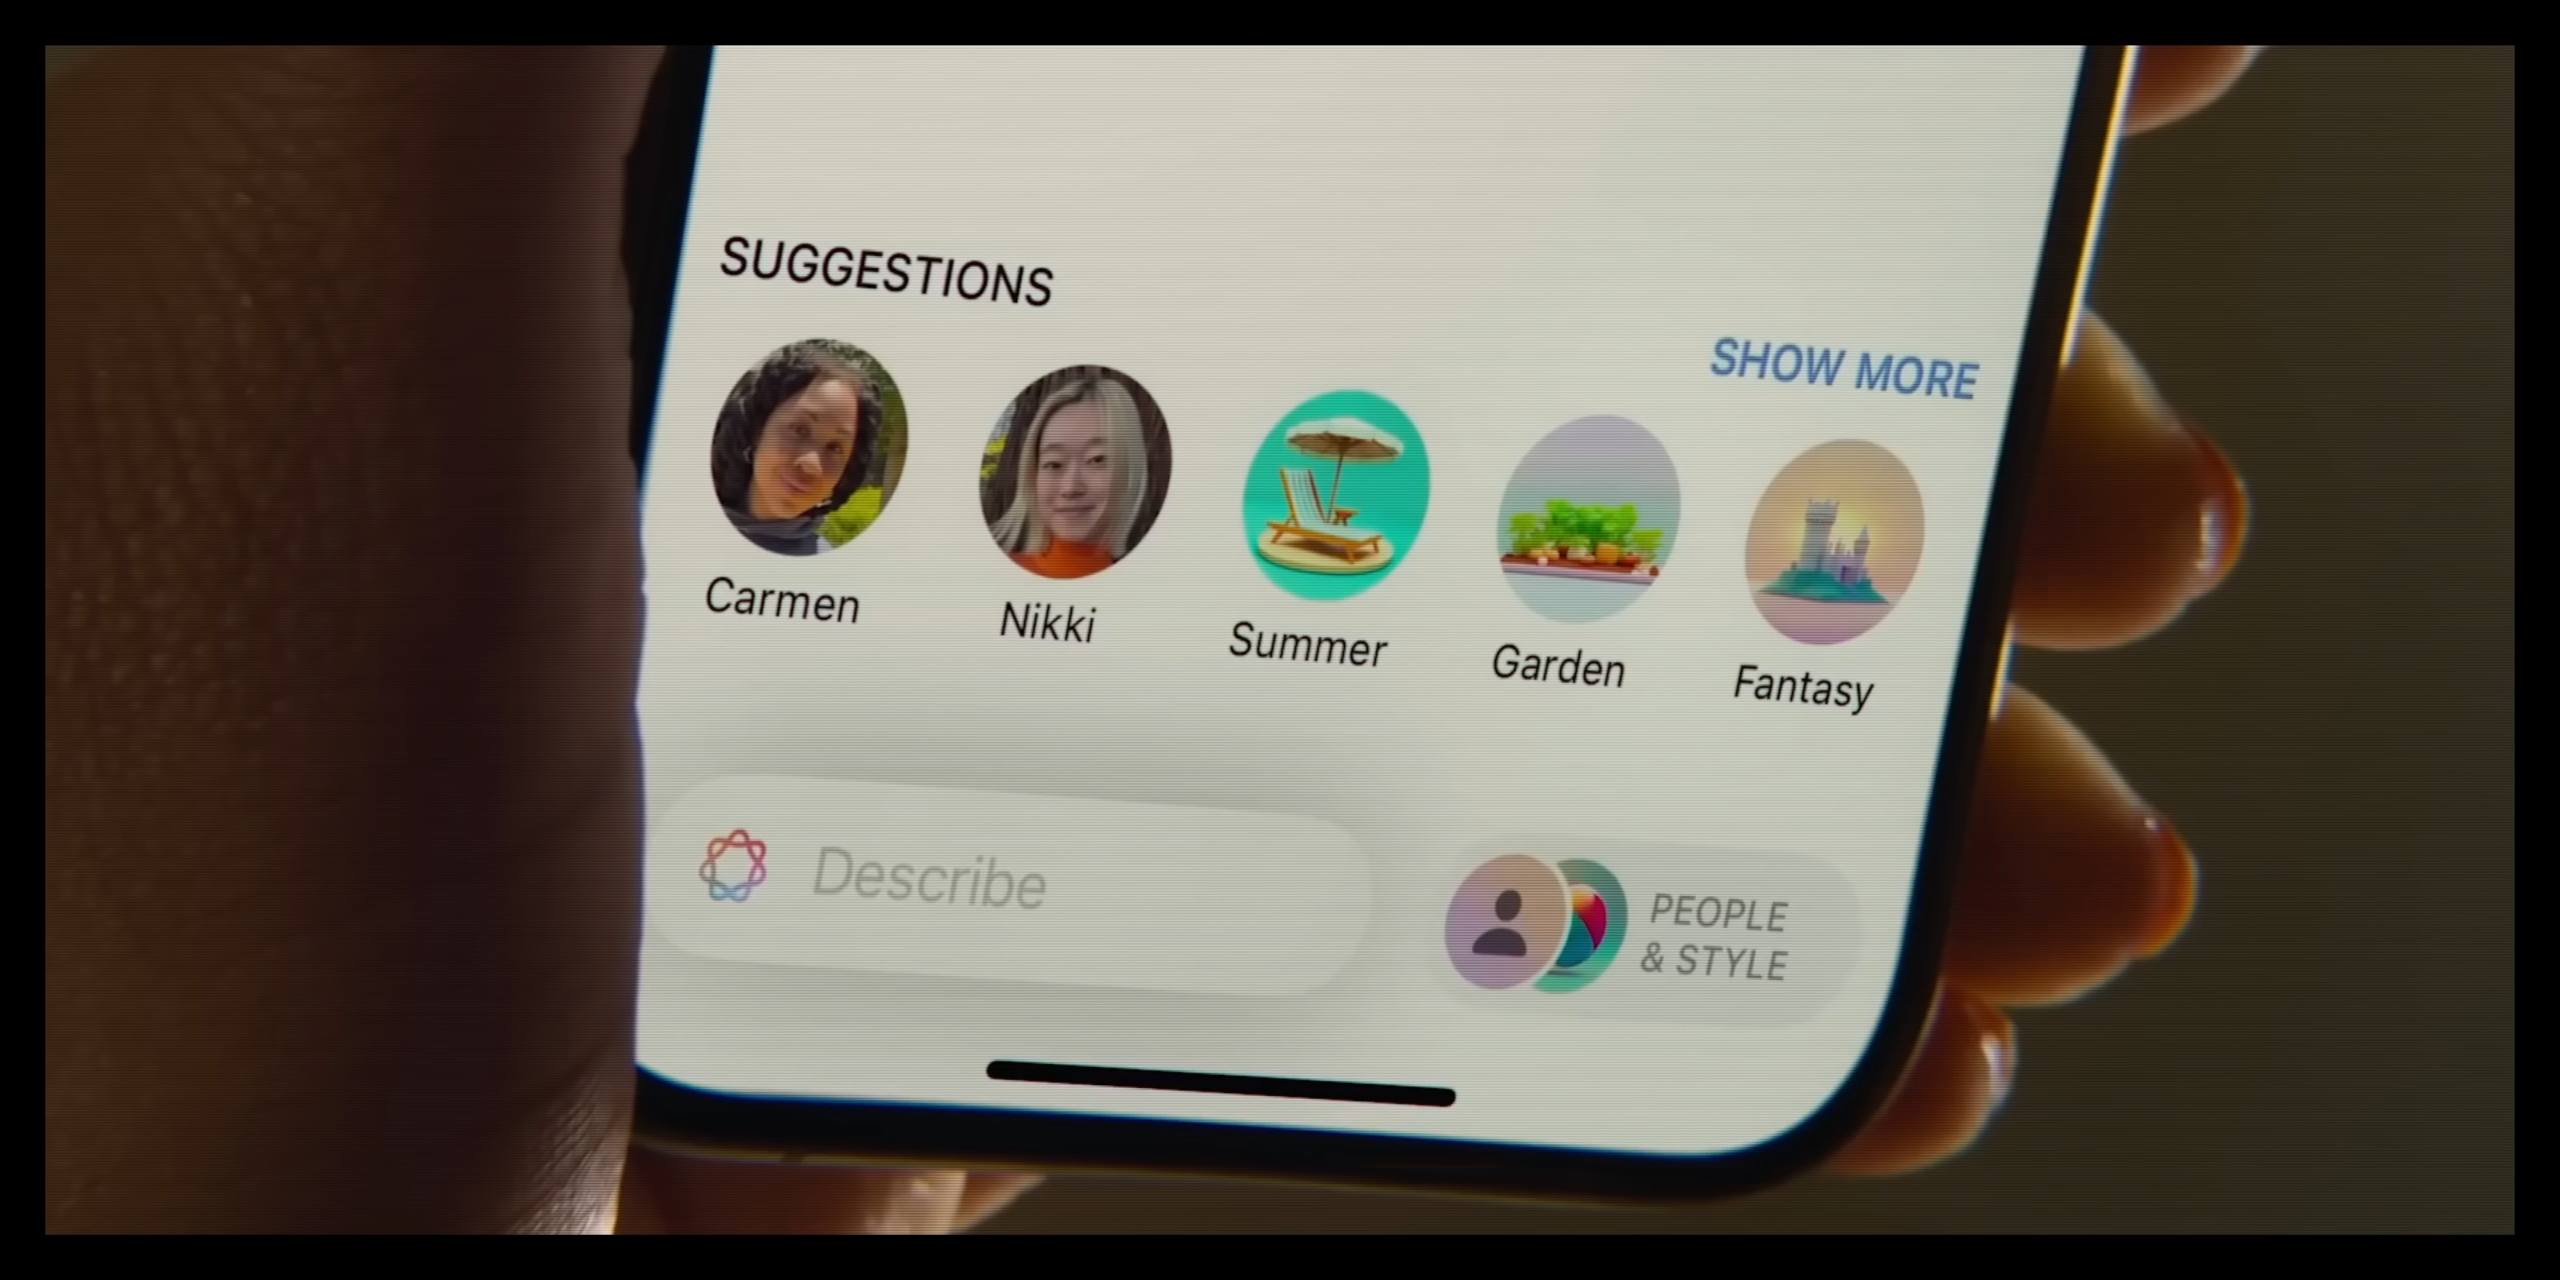 SUGGESTIONS
SHOW MORE
Carmen
Nikki
Summer
Garden
Fantasy
Describe
PEOPLE
& STYLE